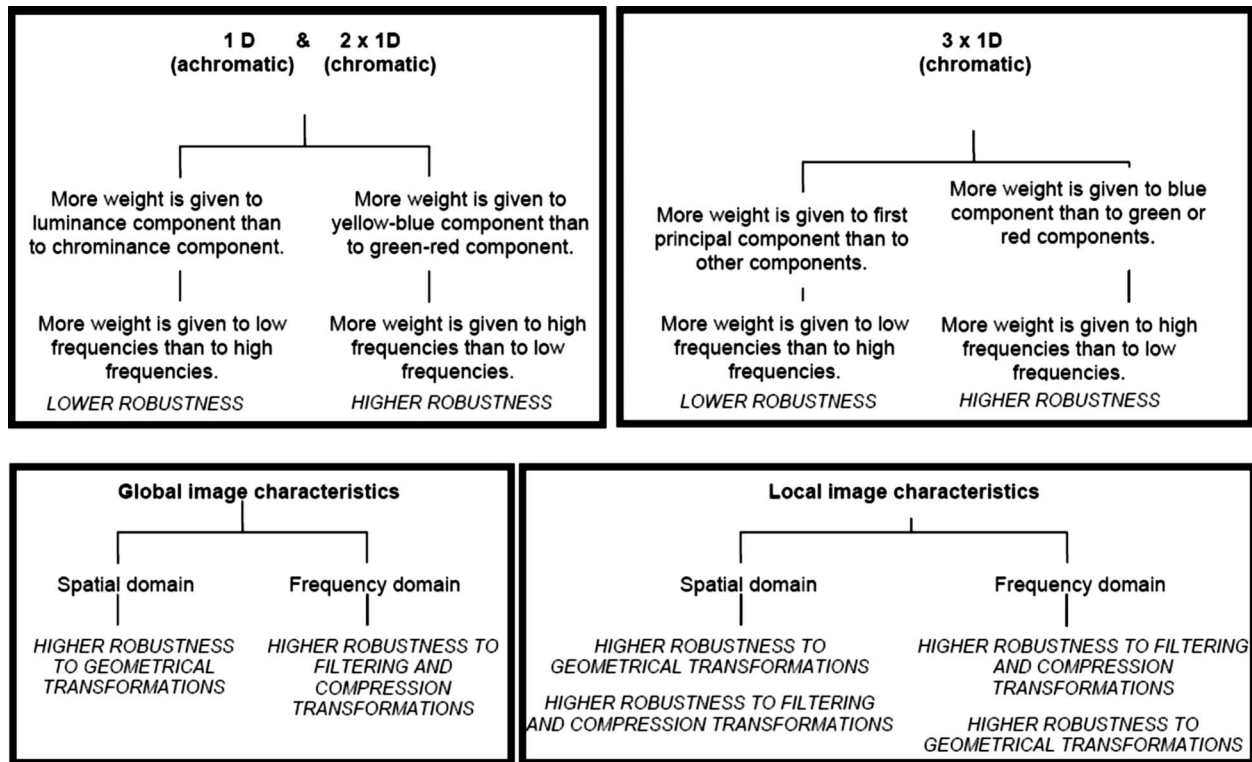 1 D & 2 x 1D
(achromatic) (chromatic)
More weight is given to
luminance component than
to chrominance component.
More weight is given to
yellow-blue component than
to green-red component.
More weight is given to low
frequencies than to high
frequencies.
LOWER ROBUSTNESS
More weight is given to high
frequencies than to low
frequencies.
HIGHER ROBUSTNESS
3 x 1D
(chromatic)
More weight is given to first
principal component than to
other components.
More weight is given to blue
component than to green or
red components.
More weight is given to low
frequencies than to high
frequencies.
LOWER ROBUSTNESS
More weight is given to high
frequencies than to low
frequencies.
HIGHER ROBUSTNESS
Global image characteristics
Spatial domain
HIGHER ROBUSTNESS
TO GEOMETRICAL
TRANSFORMATIONS
Frequency domain
HIGHER ROBUSTNESS TO
FILTERING AND
COMPRESSION
TRANSFORMATIONS
Local image characteristics
Spatial domain
HIGHER ROBUSTNESS TO
GEOMETRICAL TRANSFORMATIONS
HIGHER ROBUSTNESS TO FILTERING
AND COMPRESSION TRANSFORMATIONS
Frequency domain
HIGHER ROBUSTNESS TO FILTERING
AND COMPRESSION
TRANSFORMATIONS
HIGHER ROBUSTNESS TO
GEOMETRICAL TRANSFORMATIONS